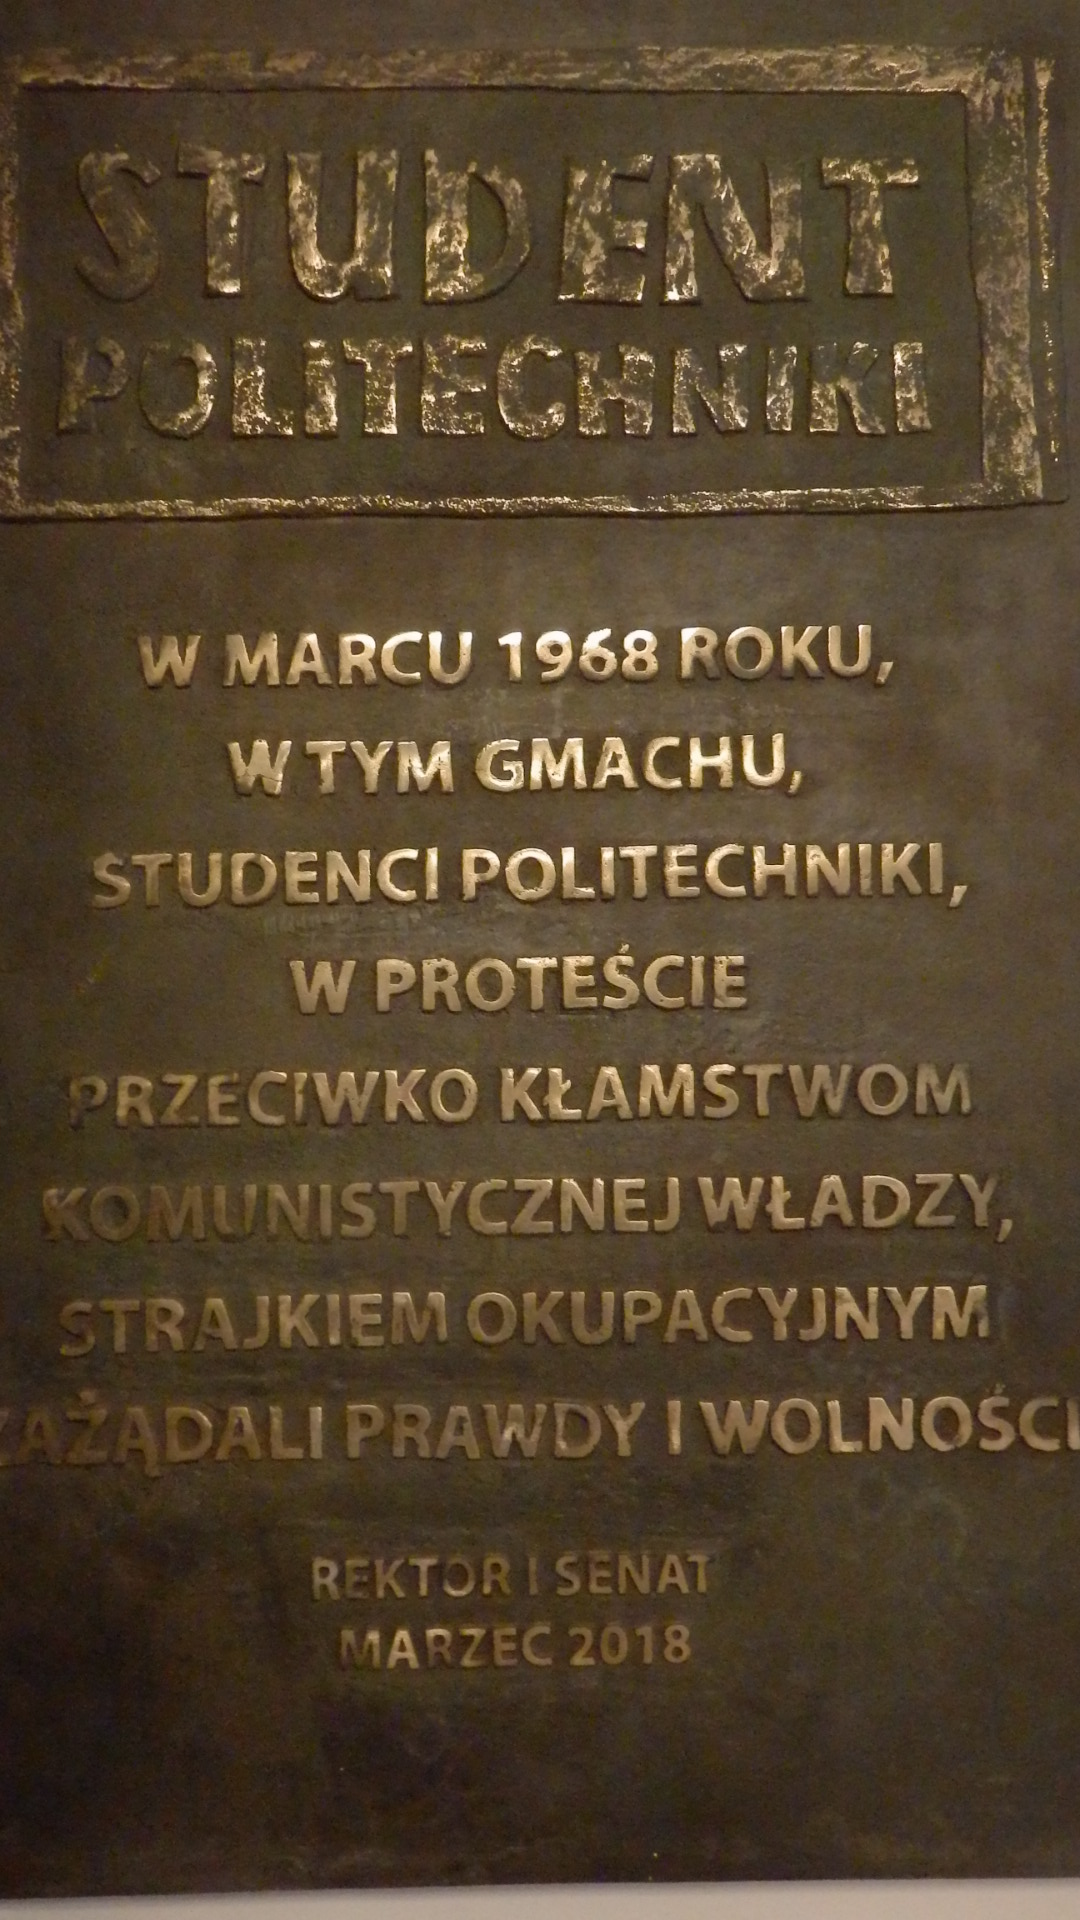 STUDENT
POLITECHNIKI
W MARCU 1968 ROKU,
W TYM GMACHU,
STUDENCI POLITECHNIKI,
W PROTEŚCIE
PRZECIWKO KŁAMSTWOM
KOMUNISTYCZNEJ WŁADZY,
STRAJKIEM OKUPACYJNYM
ZAŻĄDALI PRAWDY I WOLNOŚCI
REKTOR I SENAT
MARZEC 2018